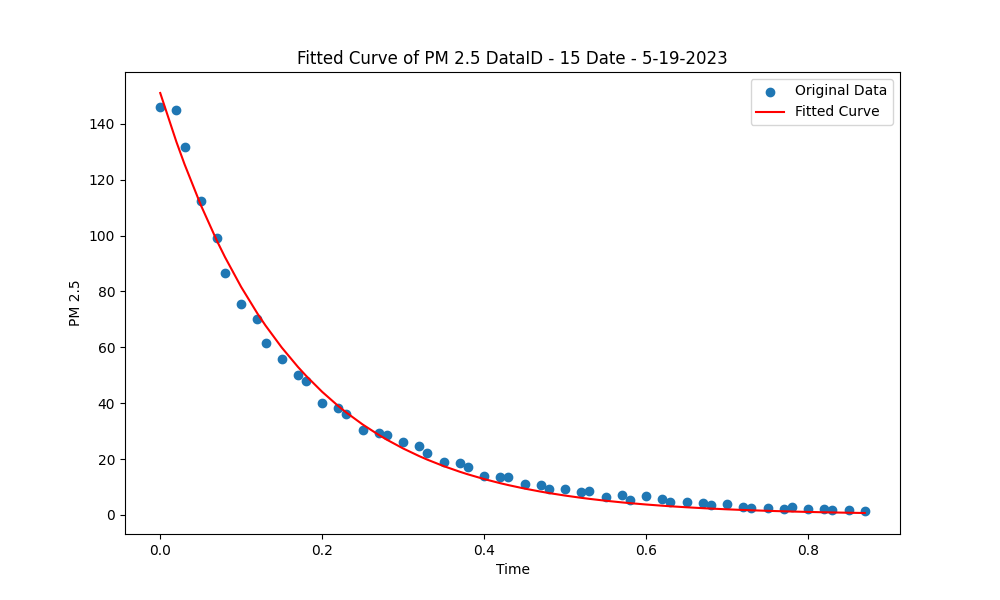 Fitted Curve of PM 2.5 DataID - 15 Date - 5-19-2023
Original Data
Fitted Curve
140
120
100
80
60
40
20
0
PM 2.5
0.0 0.2 0.4 0.6 0.8
Time